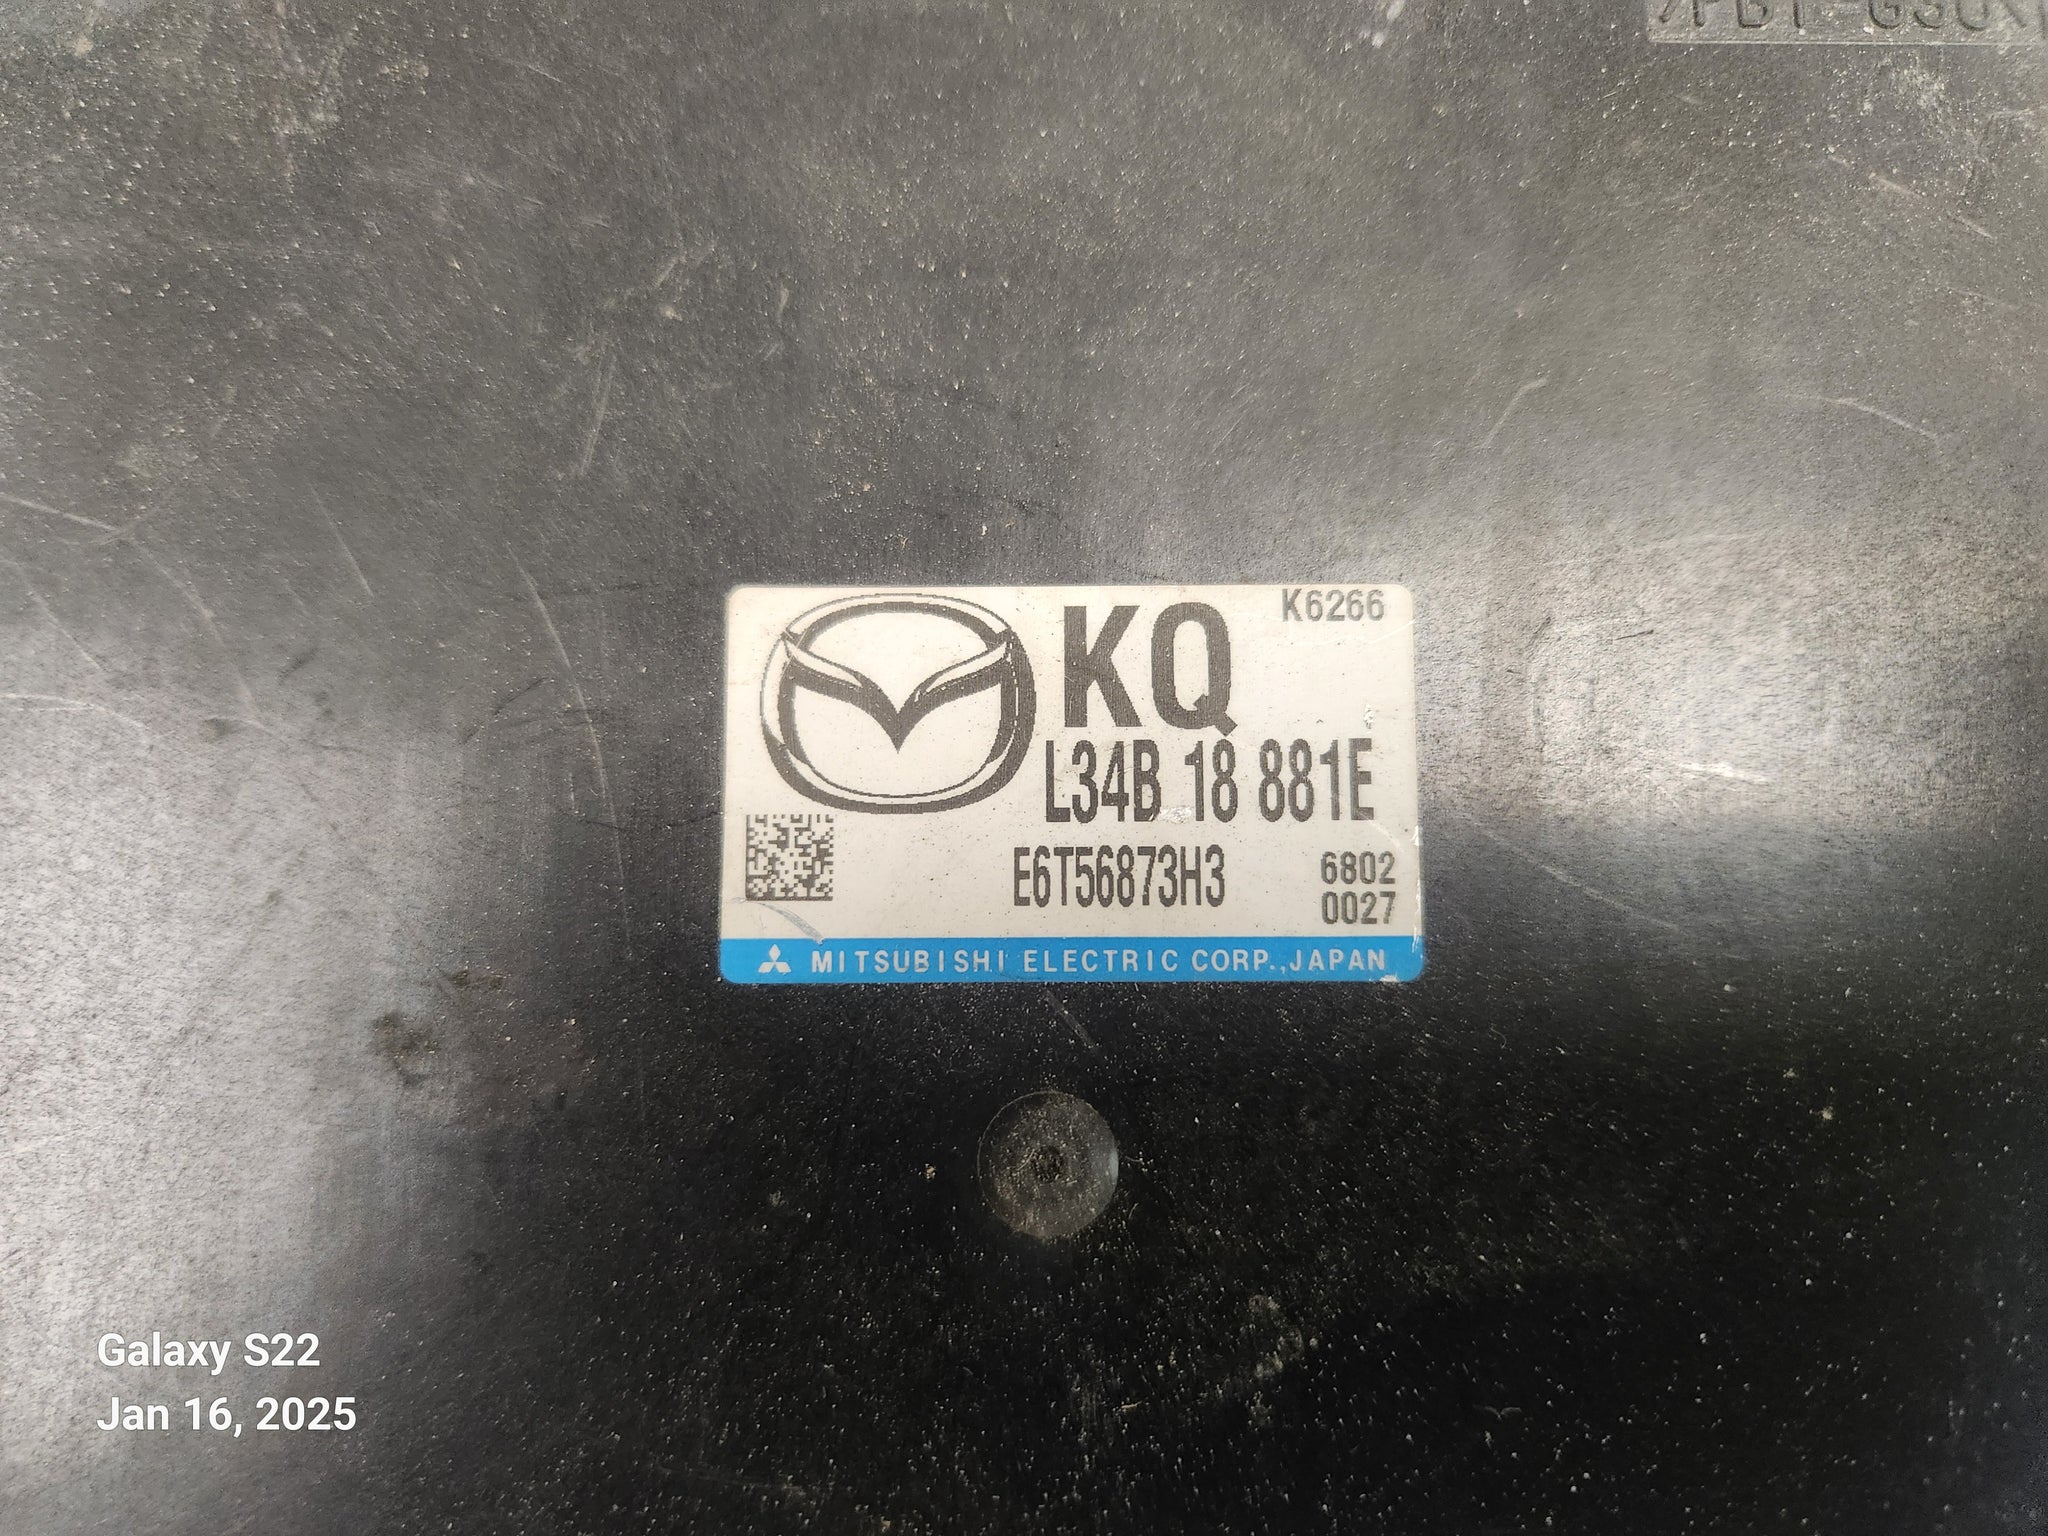 KQ
K6266
L34B 18 881E
E6T56873H3
6802
0027
MITSUBISHI ELECTRIC CORP.,JAPAN
Galaxy S22
Jan 16, 2025